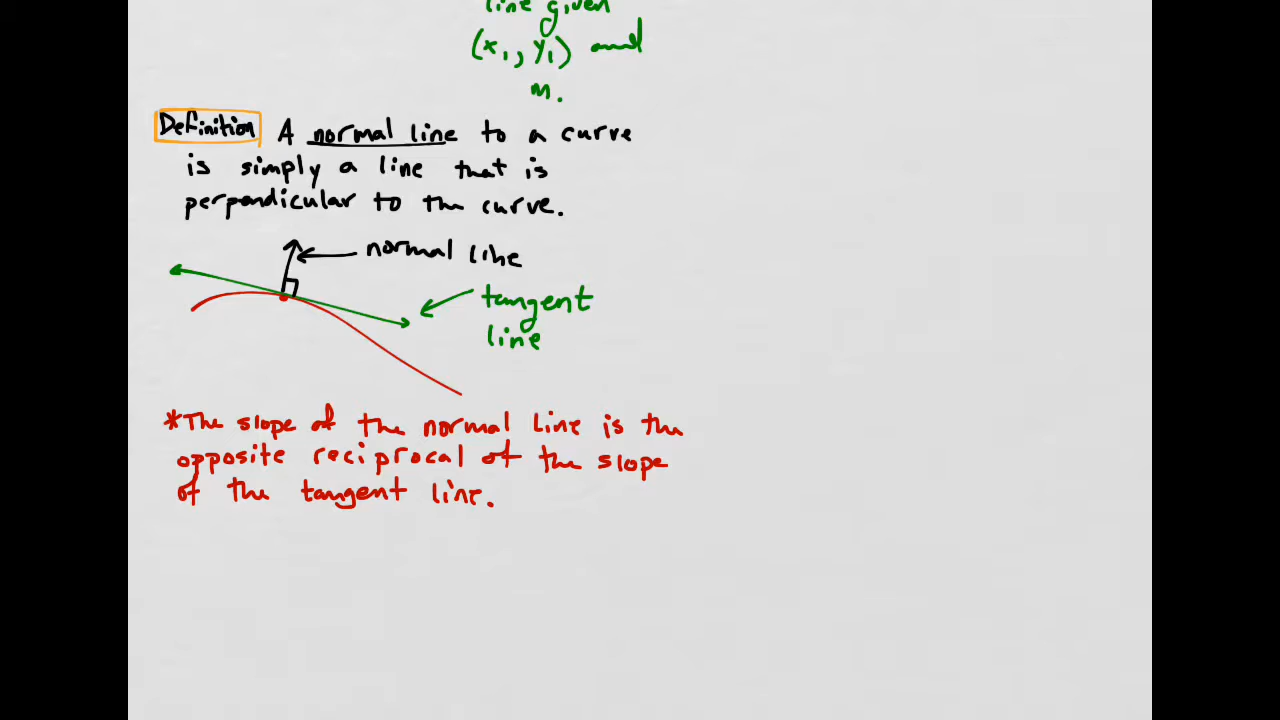 line given
(x₁, y₁) and
m.
Definition A normal line to a curve
is simply a line that is
perpendicular to the curve.
normal line
tangent
line
*The slope of the normal line is the
opposite reciprocal of the slope
of the tangent line.